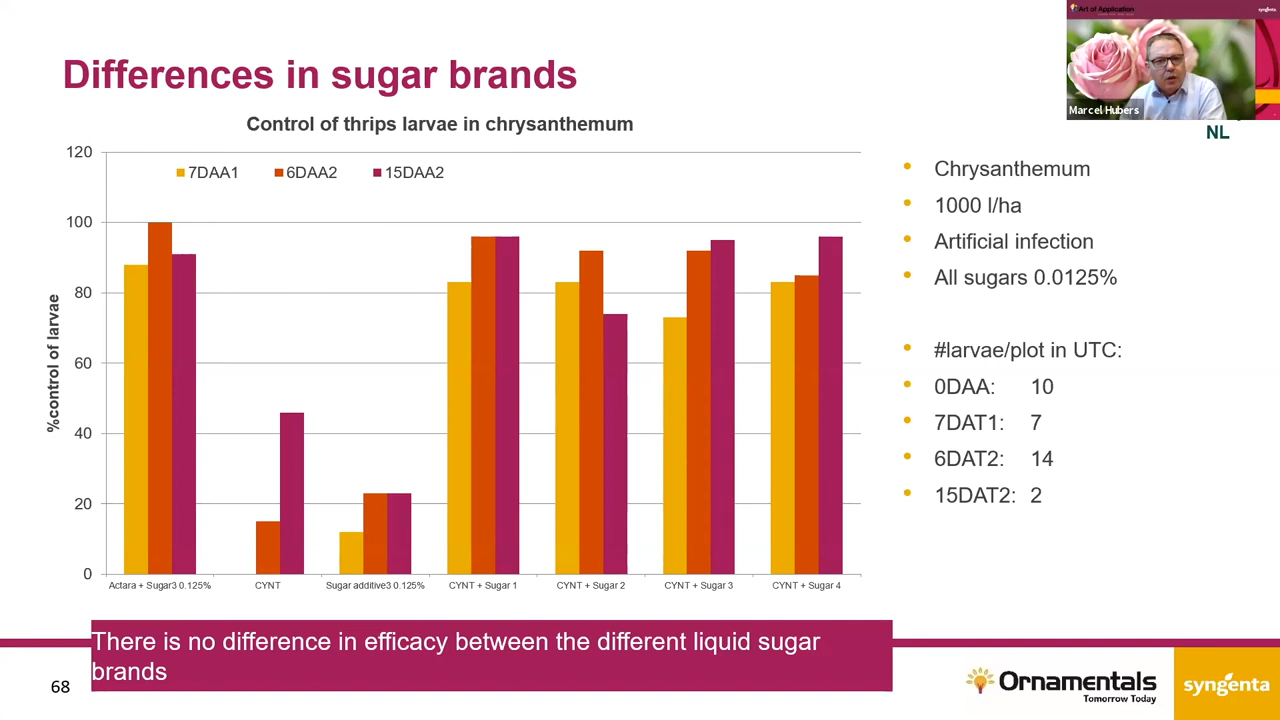 Art of Application
syngenta
Marcel Hubers
NL
Differences in sugar brands
Control of thrips larvae in chrysanthemum
7DAA1 6DAA2 15DAA2
120
100
80
60
40
20
0
%control of larvae
Actara + Sugar3 0.125% CYNT Sugar additive3 0.125% CYNT + Sugar 1 CYNT + Sugar 2 CYNT + Sugar 3 CYNT + Sugar 4
• Chrysanthemum
• 1000 l/ha
• Artificial infection
• All sugars 0.0125%
• #larvae/plot in UTC:
• 0DAA: 10
• 7DAT1: 7
• 6DAT2: 14
• 15DAT2: 2
There is no difference in efficacy between the different liquid sugar
brands
68
Ornamentals
Tomorrow Today
syngenta